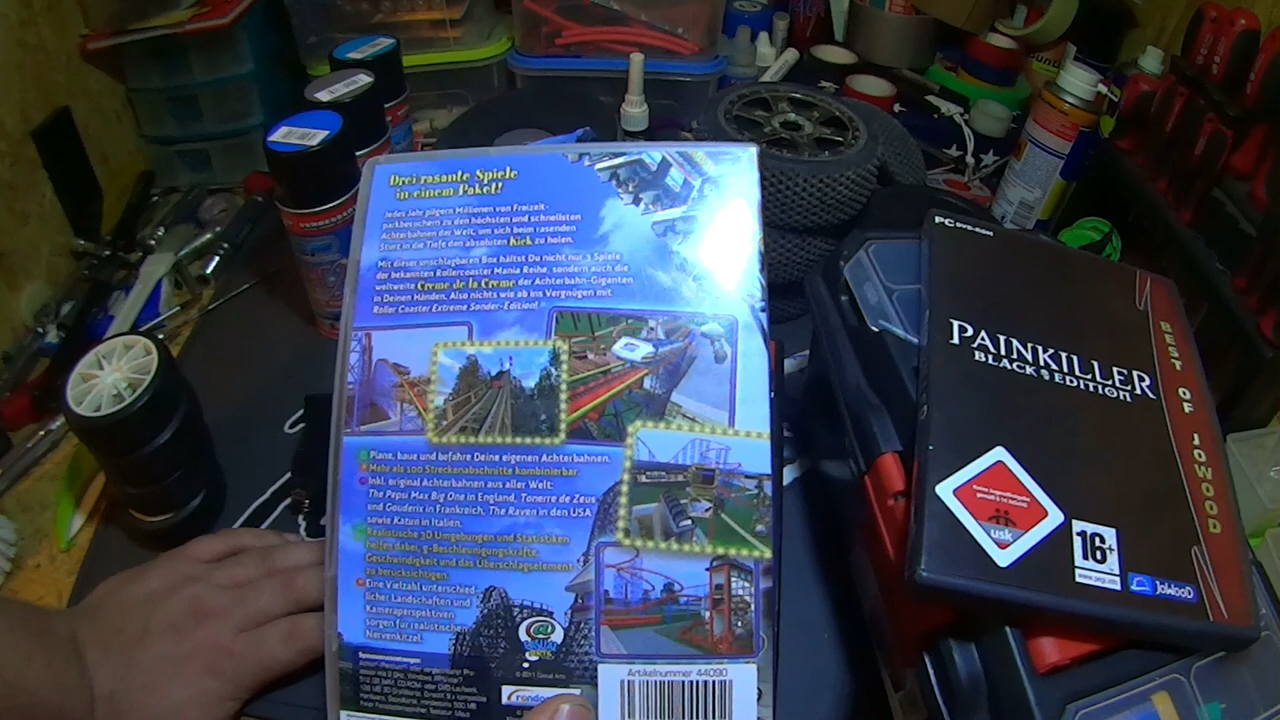 Drei rasante Spiele
in einem Paket!
Jedes Jahr pilgern Millionen von Freizeit-
parkbesuchern zu den höchsten und schnellsten
Achterbahnen der Welt, um sich beim rasenden
Sturz in die Tiefe den absoluten Kick zu holen.
Mit dieser unschlagbaren Box hältst Du nicht nur 3 Spiele
der bekannten Rollercoaster Mania Reihe, sondern auch die
weltweite Creme de la Creme der Achterbahn-Giganten
in Deinen Händen. Also nichts wie ab ins Vergnügen mit
Roller Coaster Extreme Sonder-Edition!
Plane, baue und befahre Deine eigenen Achterbahnen.
Mehr als 100 Streckenabschnitte kombinierbar.
Inkl. original Achterbahnen aus aller Welt:
The Pepsi Max Big One in England, Tonerre de Zeus
und Gouderix in Frankreich, The Raven in den USA
sowie Katun in Italien.
Realistische 3D Umgebungen und Statistiken
helfen dabei, g-Beschleunigungskräfte,
Geschwindigkeit und das Überschlagselement
zu berücksichtigen.
Eine Vielzahl unterschied-
licher Landschaften und
Kameraperspektiven
sorgen für realistischen
Nervenkitzel.
Artikelnummer 44090
PC DVD-ROM
PAINKILLER
BLACK EDITION
BEST OF JOWOOD
Keine Jugendfreigabe
gemäß § 14 JuSchG
usk
16+
www.pegi.info
JoWooD